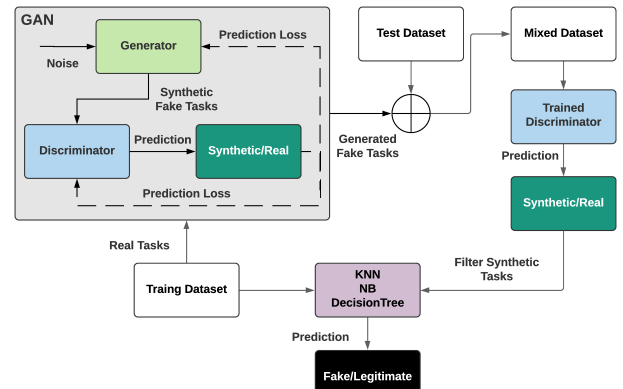 GAN
Generator
Prediction Loss
Noise
Synthetic
Fake Tasks
Discriminator
Prediction
Synthetic/Real
Prediction Loss
Generated
Fake Tasks
Test Dataset
Mixed Dataset
Trained
Discriminator
Prediction
Synthetic/Real
Real Tasks
Filter Synthetic
Tasks
Traing Dataset
KNN
NB
DecisionTree
Prediction
Fake/Legitimate